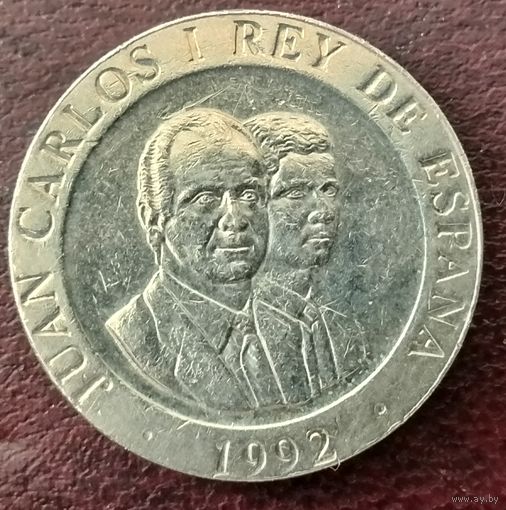 JUAN CARLOS I REY DE ESPAÑA
· 1992 ·
www.ay.by